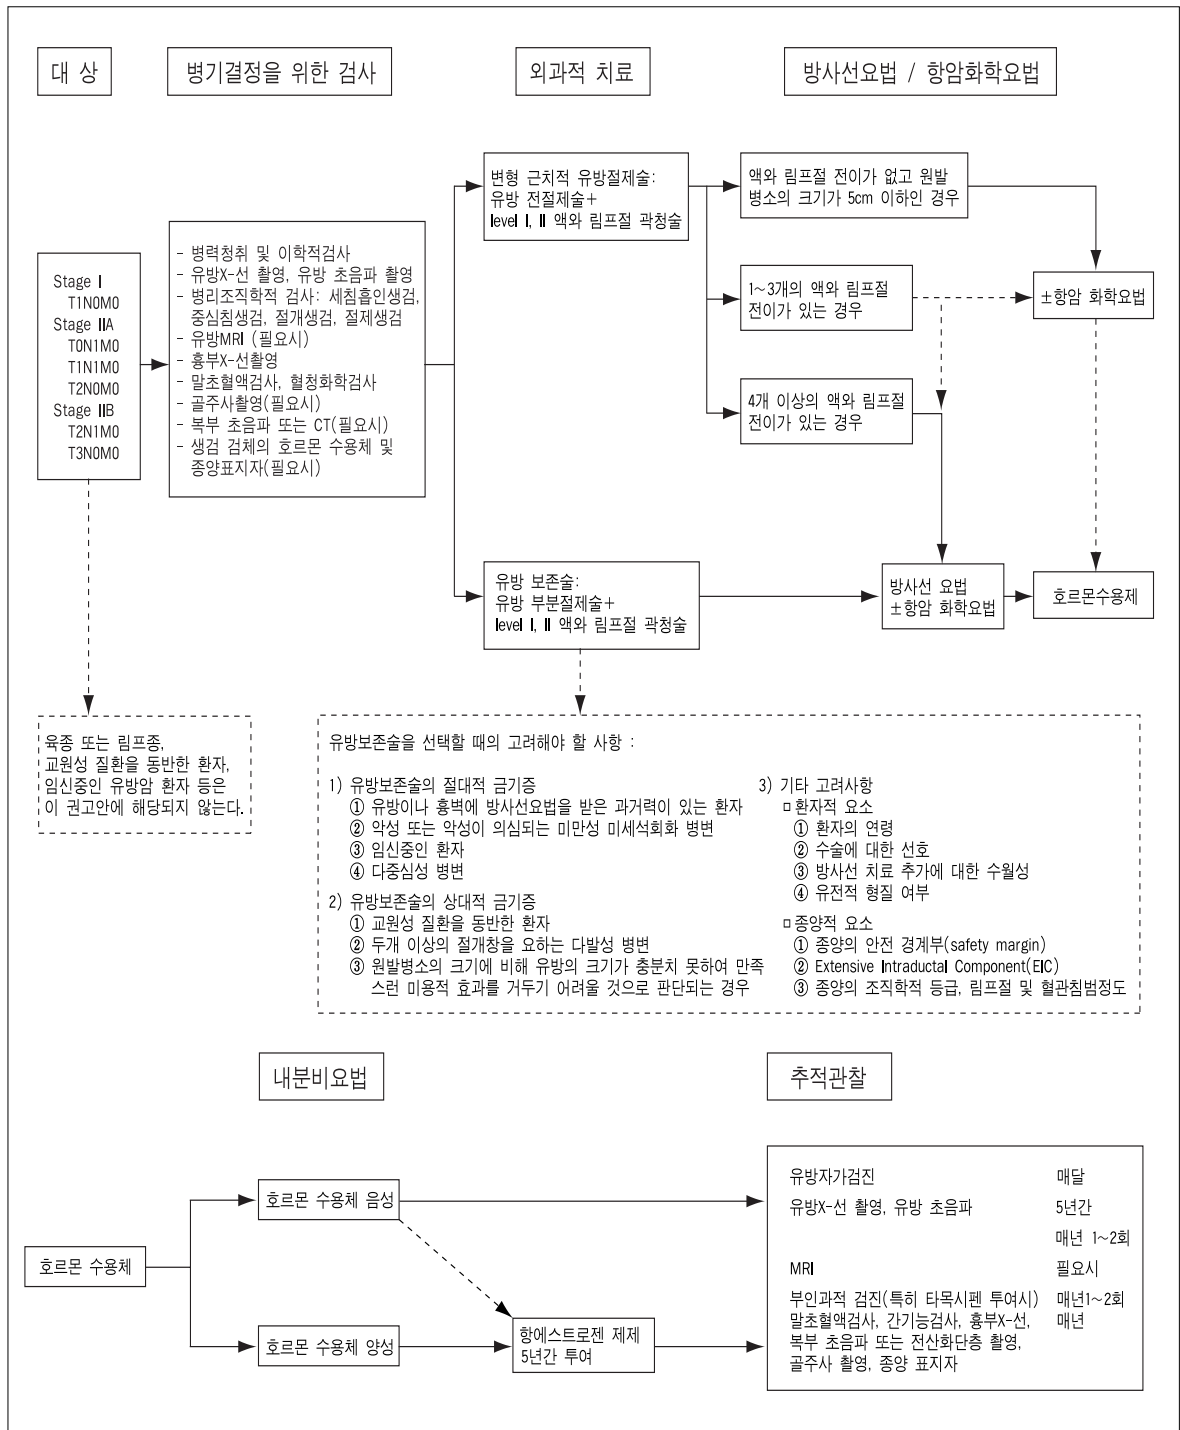 대 상
병기결정을 위한 검사
외과적 치료
방사선요법 / 항암화학요법
Stage I
T1N0M0
Stage IIA
T0N1M0
T1N1M0
T2N0M0
Stage IIB
T2N1M0
T3N0M0
- 병력청취 및 이학적검사
- 유방X-선 촬영, 유방 초음파 촬영
- 병리조직학적 검사: 세침흡인생검,
중심침생검, 절개생검, 절제생검
- 유방MRI (필요시)
- 흉부X-선촬영
- 말초혈액검사, 혈청화학검사
- 골주사촬영(필요시)
- 복부 초음파 또는 CT(필요시)
- 생검 검체의 호르몬 수용체 및
종양표지자(필요시)
변형 근치적 유방절제술:
유방 전절제술+
level I, II 액와 림프절 곽청술
액와 림프절 전이가 없고 원발
병소의 크기가 5cm 이하인 경우
1~3개의 액와 림프절
전이가 있는 경우
±항암 화학요법
4개 이상의 액와 림프절
전이가 있는 경우
유방 보존술:
유방 부분절제술+
level I, II 액와 림프절 곽청술
방사선 요법
±항암 화학요법
호르몬수용제
육종 또는 림프종,
교원성 질환을 동반한 환자,
임신중인 유방암 환자 등은
이 권고안에 해당되지 않는다.
유방보존술을 선택할 때의 고려해야 할 사항 :
1) 유방보존술의 절대적 금기증
① 유방이나 흉벽에 방사선요법을 받은 과거력이 있는 환자
② 악성 또는 악성이 의심되는 미만성 미세석회화 병변
③ 임신중인 환자
④ 다중심성 병변
2) 유방보존술의 상대적 금기증
① 교원성 질환을 동반한 환자
② 두개 이상의 절개창을 요하는 다발성 병변
③ 원발병소의 크기에 비해 유방의 크기가 충분치 못하여 만족
스런 미용적 효과를 거두기 어려울 것으로 판단되는 경우
3) 기타 고려사항
□ 환자적 요소
① 환자의 연령
② 수술에 대한 선호
③ 방사선 치료 추가에 대한 수월성
④ 유전적 형질 여부
□ 종양적 요소
① 종양의 안전 경계부(safety margin)
② Extensive Intraductal Component(EIC)
③ 종양의 조직학적 등급, 림프절 및 혈관침범정도
내분비요법
추적관찰
호르몬 수용체
호르몬 수용체 음성
호르몬 수용체 양성
항에스트로젠 제제
5년간 투여
유방자가검진 매달
유방X-선 촬영, 유방 초음파 5년간
매년 1~2회
MRI 필요시
부인과적 검진(특히 타목시펜 투여시) 매년1~2회
말초혈액검사, 간기능검사, 흉부X-선, 매년
복부 초음파 또는 전산화단층 촬영,
골주사 촬영, 종양 표지자